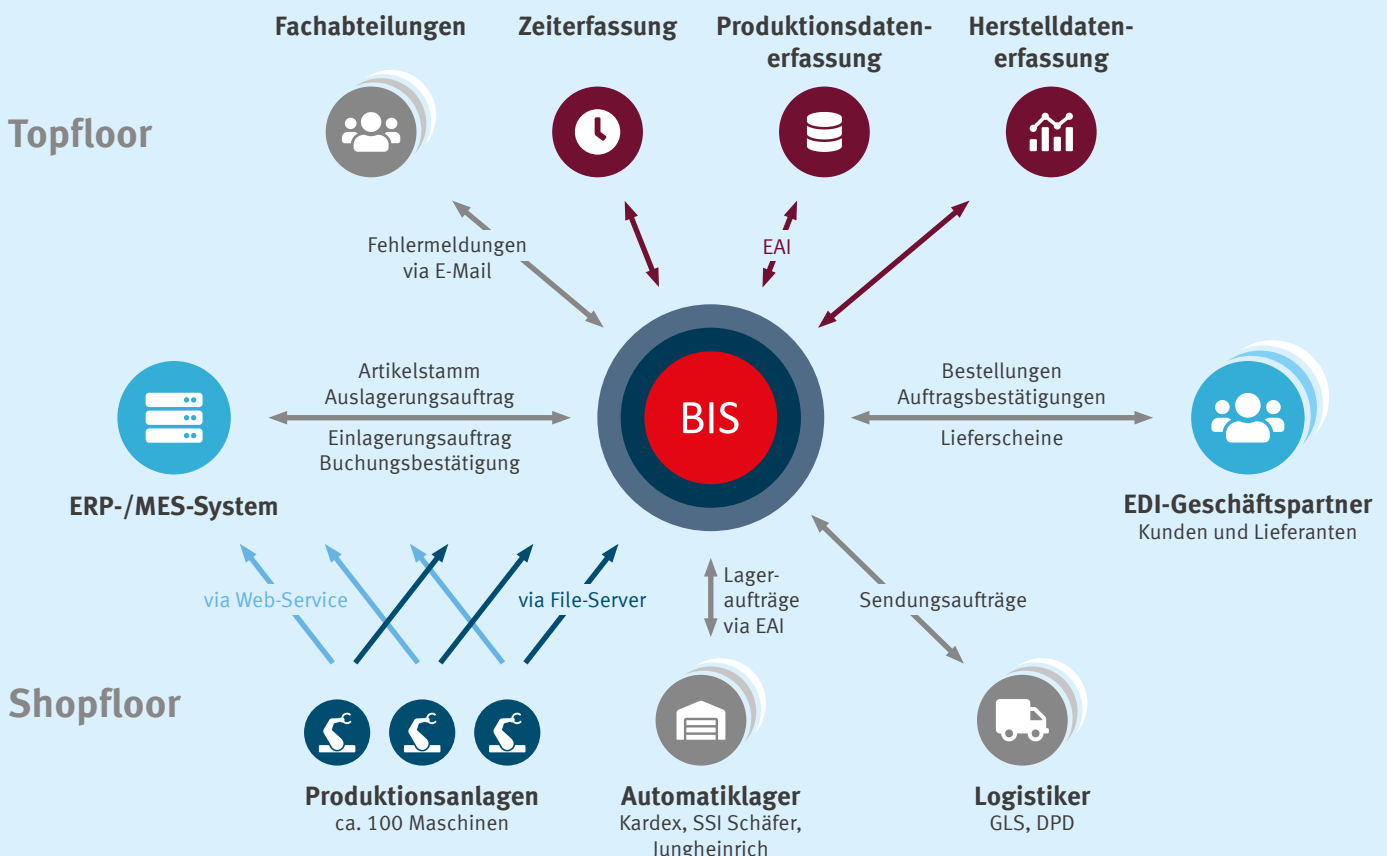 Fachabteilungen
Zeiterfassung
Produktionsdaten-
erfassung
Herstelldaten-
erfassung
Topfloor
Fehlermeldungen
via E-Mail
EAI
Artikelstamm
Auslagerungsauftrag
Einlagerungsauftrag
Buchungsbestätigung
BIS
Bestellungen
Auftragsbestätigungen
Lieferscheine
ERP-/MES-System
EDI-Geschäftspartner
Kunden und Lieferanten
via Web-Service
via File-Server
Lager-
aufträge
via EAI
Sendungsaufträge
Shopfloor
Produktionsanlagen
ca. 100 Maschinen
Automatiklager
Kardex, SSI Schäfer,
Jungheinrich
Logistiker
GLS, DPD